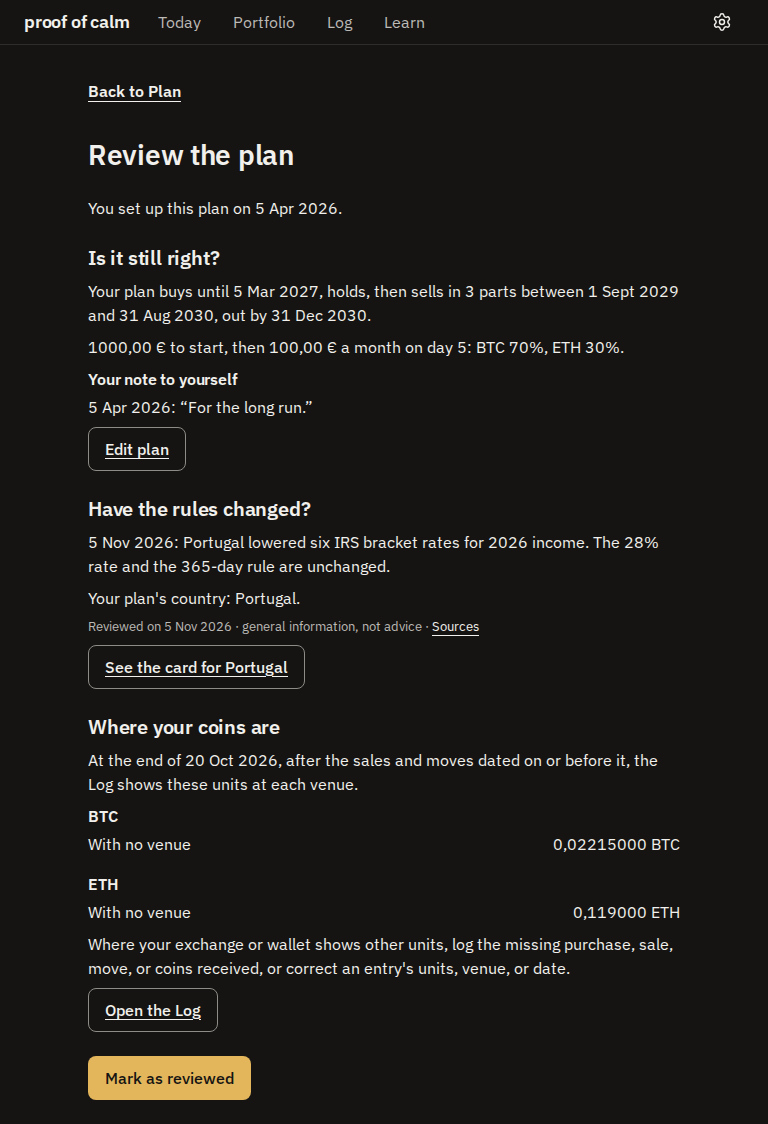 proof of calm Today Portfolio Log Learn
Back to Plan
Review the plan
You set up this plan on 5 Apr 2026.
Is it still right?
Your plan buys until 5 Mar 2027, holds, then sells in 3 parts between 1 Sept 2029
and 31 Aug 2030, out by 31 Dec 2030.
1000,00 € to start, then 100,00 € a month on day 5: BTC 70%, ETH 30%.
Your note to yourself
5 Apr 2026: “For the long run.”
Edit plan
Have the rules changed?
5 Nov 2026: Portugal lowered six IRS bracket rates for 2026 income. The 28%
rate and the 365-day rule are unchanged.
Your plan's country: Portugal.
Reviewed on 5 Nov 2026 · general information, not advice · Sources
See the card for Portugal
Where your coins are
At the end of 20 Oct 2026, after the sales and moves dated on or before it, the
Log shows these units at each venue.
BTC
With no venue 0,02215000 BTC
ETH
With no venue 0,119000 ETH
Where your exchange or wallet shows other units, log the missing purchase, sale,
move, or coins received, or correct an entry's units, venue, or date.
Open the Log
Mark as reviewed